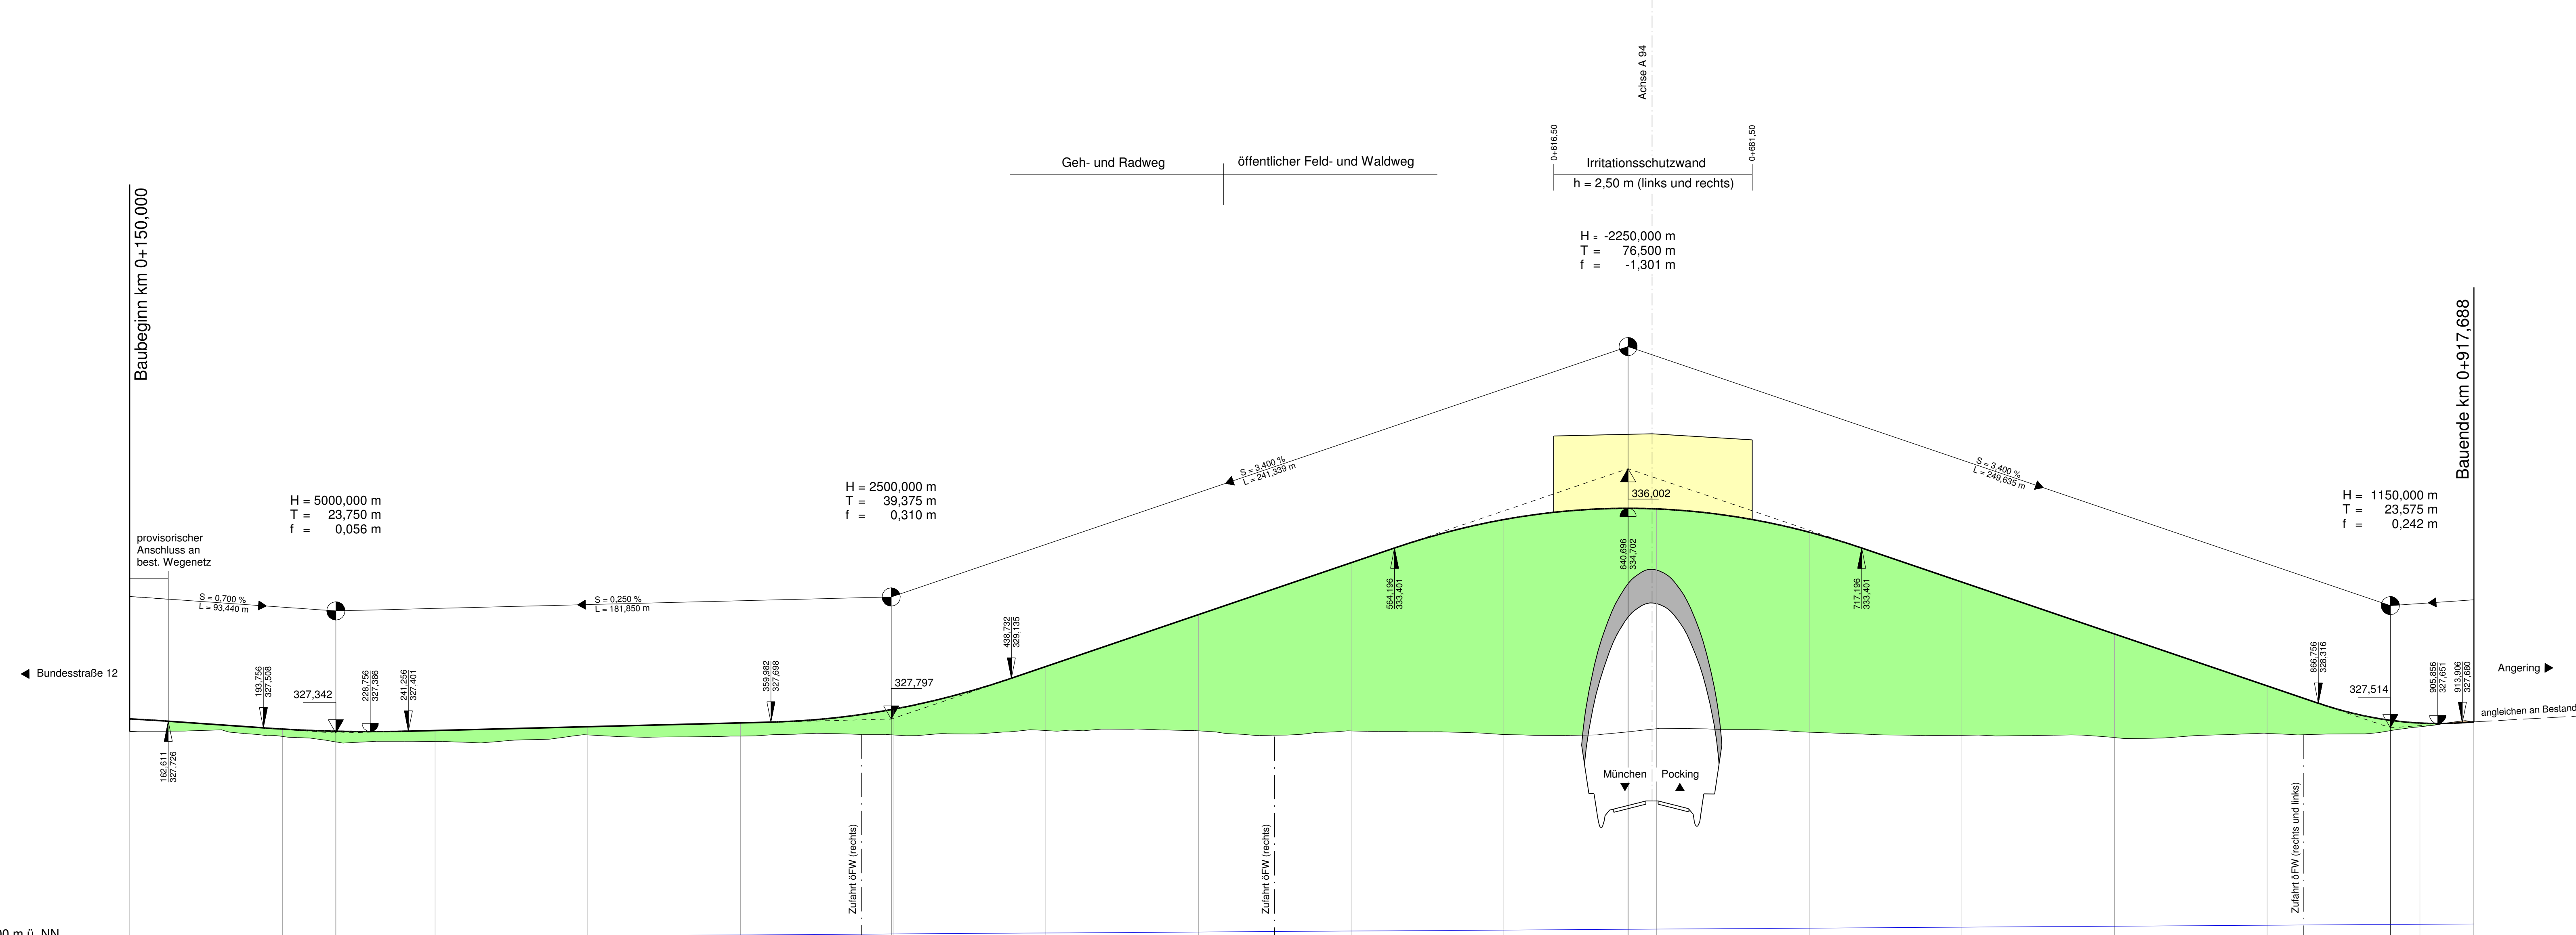 Achse A 94
0+616,50
0+681,50
Geh- und Radweg
öffentlicher Feld- und Waldweg
Irritationsschutzwand
h = 2,50 m (links und rechts)
Baubeginn km 0+150,000
H = -2250,000 m
T = 76,500 m
f = -1,301 m
Bauende km 0+917,688
S = 3,400 %
L = 241,339 m
S = 3,400 %
L = 249,635 m
H = 5000,000 m
T = 23,750 m
f = 0,056 m
H = 2500,000 m
T = 39,375 m
f = 0,310 m
336,002
H = 1150,000 m
T = 23,575 m
f = 0,242 m
provisorischer
Anschluss an
best. Wegenetz
640,696
334,702
564,196
333,401
717,196
333,401
S = 0,700 %
L = 93,440 m
S = 0,250 %
L = 181,850 m
438,732
329,135
Bundesstraße 12
193,756
327,508
327,342
228,756
327,386
241,256
327,401
359,982
327,698
327,797
866,756
328,316
327,514
905,856
327,651
913,906
327,680
Angering
angleichen an Bestand
162,611
327,726
München
Pocking
Zufahrt öFW (rechts)
Zufahrt öFW (rechts)
Zufahrt öFW (rechts und links)
00 m ü. NN